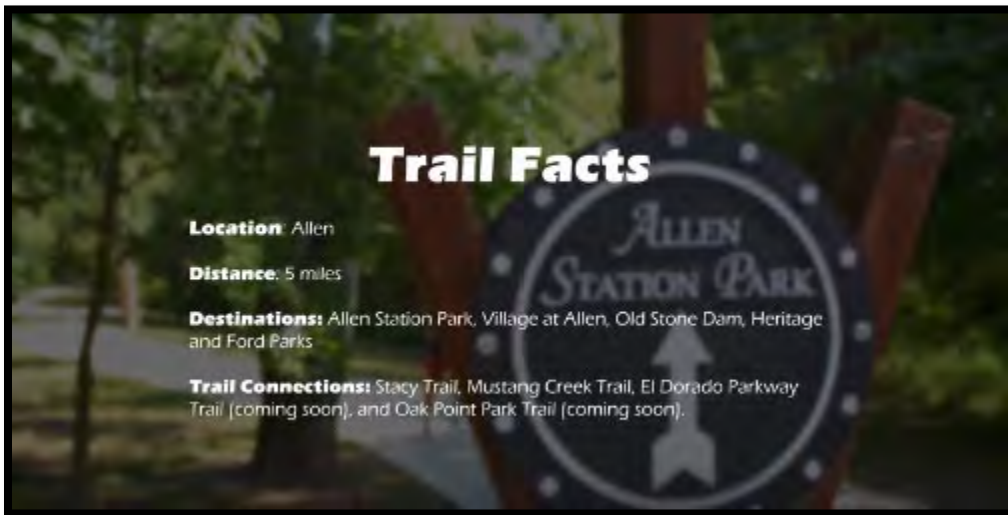 Trail Facts
Location: Allen
Distance: 5 miles
Destinations: Allen Station Park, Village at Allen, Old Stone Dam, Heritage
and Ford Parks
Trail Connections: Stacy Trail, Mustang Creek Trail, El Dorado Parkway
Trail (coming soon), and Oak Point Park Trail (coming soon).
ALLEN
STATION PARK